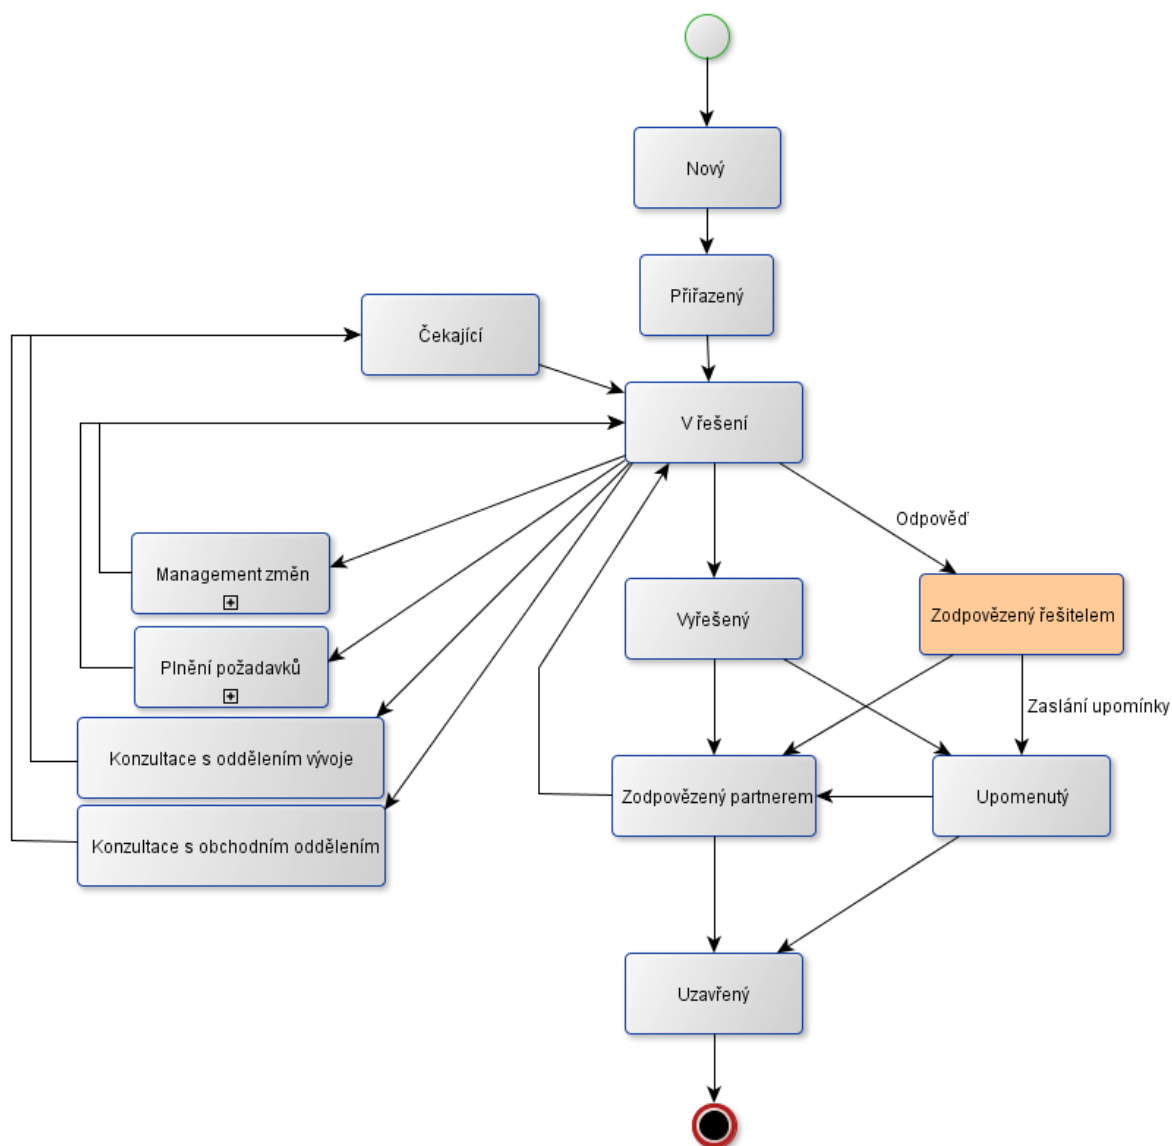 Nový
Přiřazený
Čekající
V řešení
Odpověď
Management změn
Zodpovězený řešitelem
Vyřešený
Plnění požadavků
Zaslání upomínky
Konzultace s oddělením vývoje
Zodpovězený partnerem
Upomenutý
Konzultace s obchodním oddělením
Uzavřený